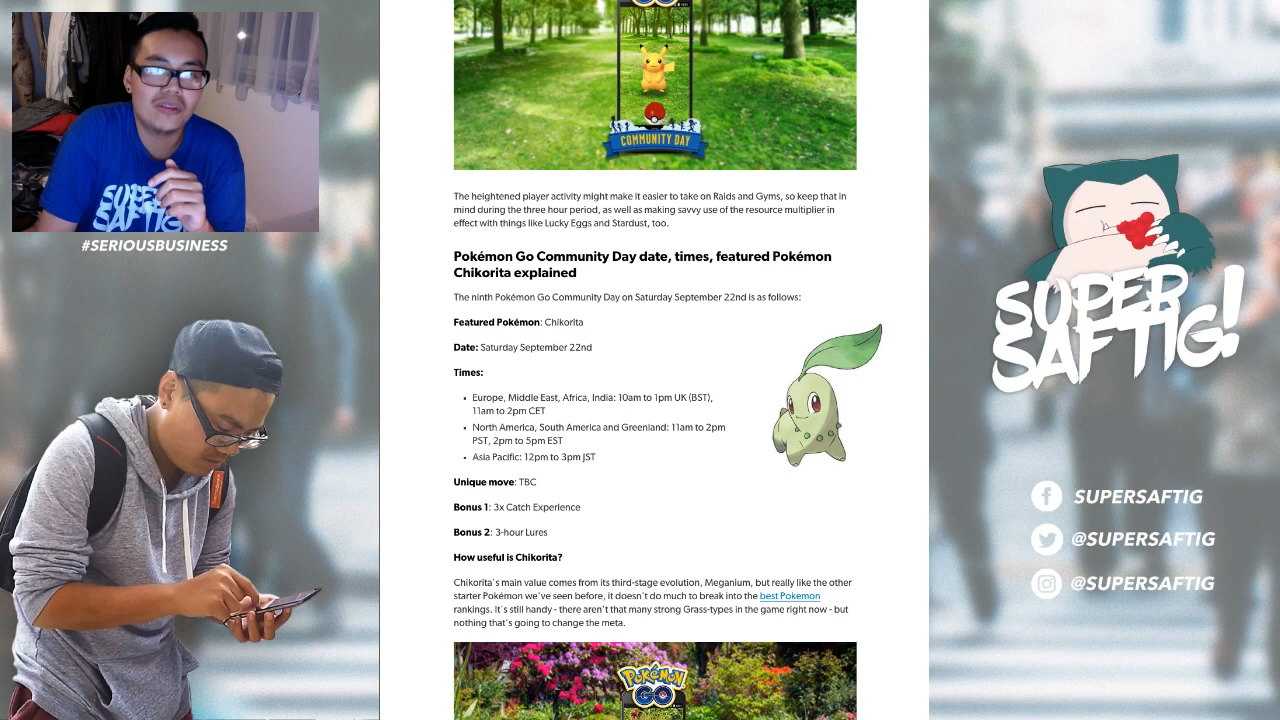 SUPER
SAFTIG
#SERIOUSBUSINESS
COMMUNITY DAY
The heightened player activity might make it easier to take on Raids and Gyms, so keep that in
mind during the three hour period, as well as making savvy use of the resource multiplier in
effect with things like Lucky Eggs and Stardust, too.
Pokémon Go Community Day date, times, featured Pokémon
Chikorita explained
The ninth Pokémon Go Community Day on Saturday September 22nd is as follows:
Featured Pokémon: Chikorita
Date: Saturday September 22nd
Times:
• Europe, Middle East, Africa, India: 10am to 1pm UK (BST),
11am to 2pm CET
• North America, South America and Greenland: 11am to 2pm
PST, 2pm to 5pm EST
• Asia Pacific: 12pm to 3pm JST
Unique move: TBC
Bonus 1: 3x Catch Experience
Bonus 2: 3-hour Lures
How useful is Chikorita?
Chikorita's main value comes from its third-stage evolution, Meganium, but really like the other
starter Pokémon we've seen before, it doesn't do much to break into the best Pokemon
rankings. It's still handy - there aren't that many strong Grass-types in the game right now - but
nothing that's going to change the meta.
POKÉMON
GO
SUPER
SAFTIG!
SUPERSAFTIG
@SUPERSAFTIG
@SUPERSAFTIG